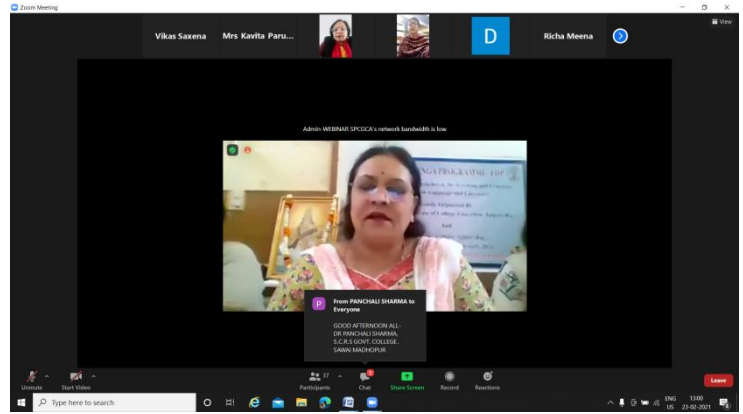 Zoom Meeting
View
Vikas Saxena
Mrs Kavita Paru...
D
Richa Meena
Admin-WEBINAR SPCGCA's network bandwidth is low
P
From PANCHALI SHARMA to
Everyone
GOOD AFTERNOON ALL-
DR PANCHALI SHARMA,
S.C.R.S GOVT. COLLEGE,
SAWAI MADHOPUR
Unmute
Start Video
37
Participants
Chat
Share Screen
Record
Reactions
Leave
Type here to search
ENG
US
13:00
23-02-2021